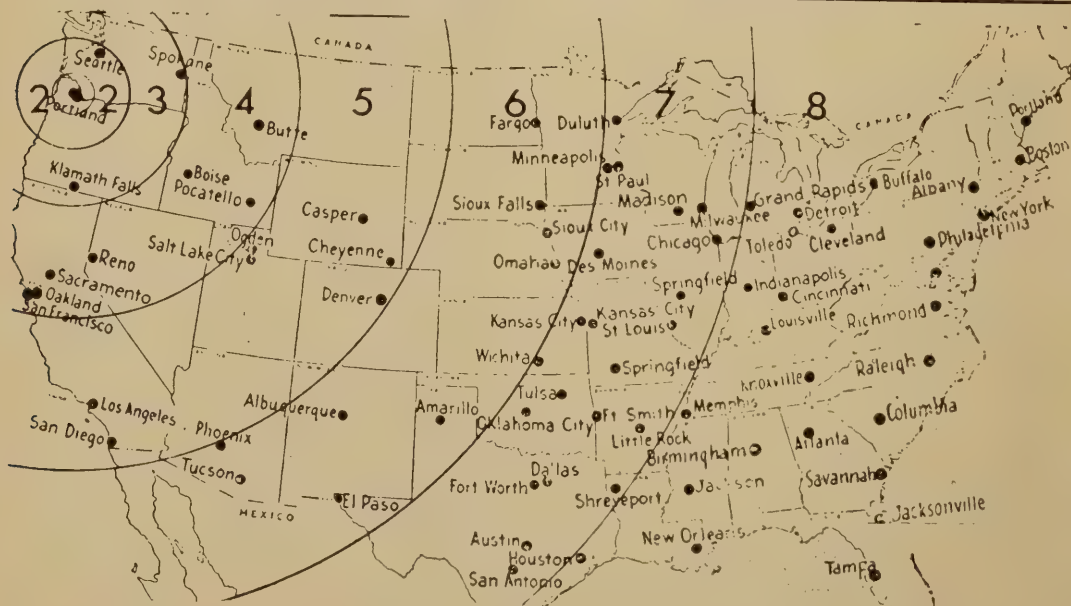 CANADA
Seattle
Spokane
2 2 3 4 5 6 7 8
Portland
Butte
Fargo
Duluth
CANADA
Portland
Minneapolis
St Paul
Boston
Klamath Falls
Boise
Pocatello
Casper
Sioux Falls
Madison
Milwaukee
Grand Rapids
Buffalo
Albany
Detroit
New York
Ogden
Salt Lake City
Cheyenne
Sioux City
Chicago
Toledo
Cleveland
Philadelphia
Reno
Omaha
Des Moines
Sacramento
Oakland
San Francisco
Denver
Springfield
Indianapolis
Cincinnati
Kansas City
Kansas City
St Louis
Louisville
Richmond
Wichita
Springfield
Knoxville
Raleigh
Tulsa
Los Angeles
Albuquerque
Amarillo
Oklahoma City
Ft Smith
Memphis
Columbia
San Diego
Phoenix
Little Rock
Birmingham
Atlanta
Tucson
Da'las
Fort Worth
Shreveport
Jackson
Savannah
El Paso
MEXICO
Jacksonville
Austin
Houston
New Orleans
San Antonio
Tampa